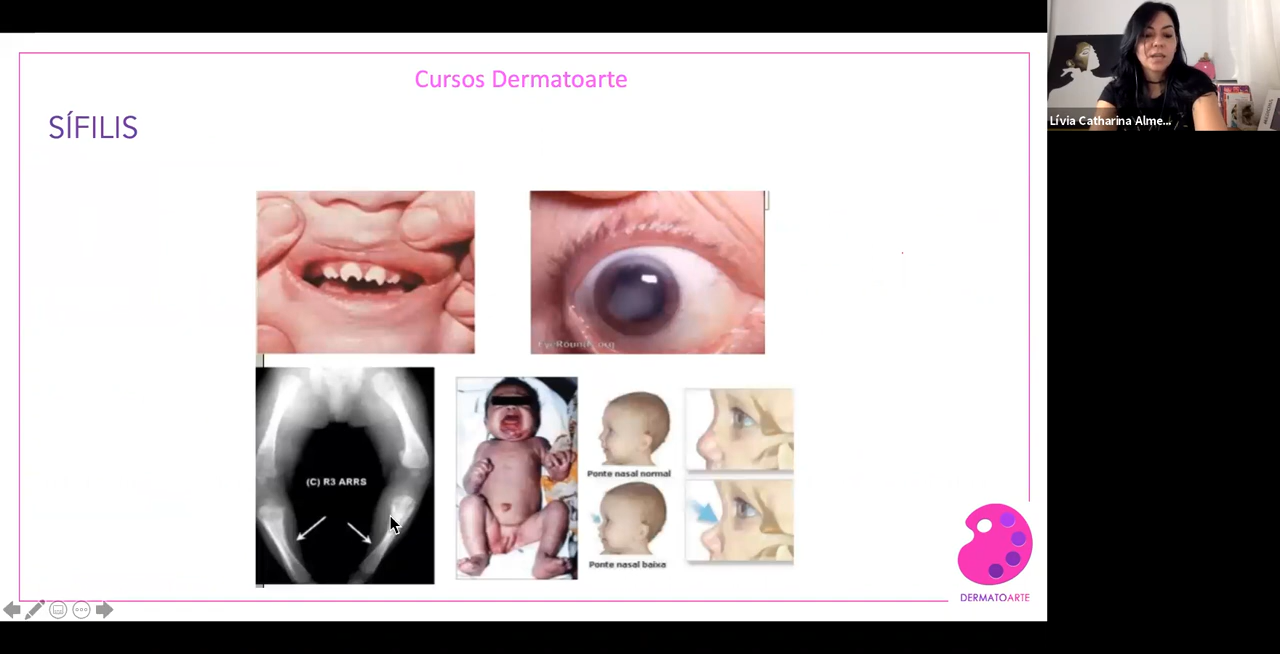 Cursos Dermatoarte
SÍFILIS
Lívia Catharina Alme...
EyeRounds.org
(C) R3 ARRS
Ponte nasal normal
Ponte nasal baixa
DERMATOARTE